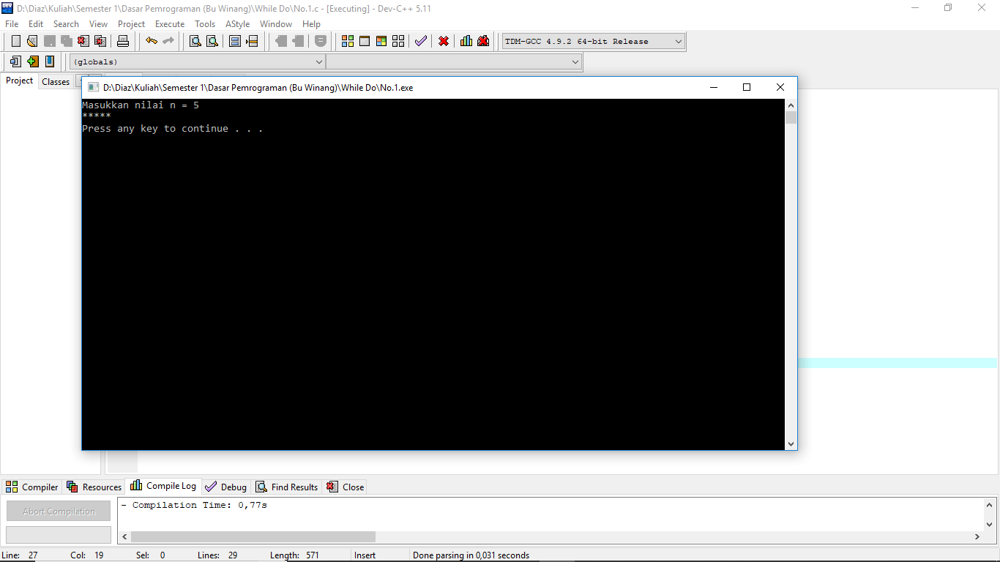 D:\Diaz\Kuliah\Semester 1\Dasar Pemrograman (Bu Winang)\While Do\No.1.c - [Executing] - Dev-C++ 5.11
File Edit Search View Project Execute Tools AStyle Window Help
TDM-GCC 4.9.2 64-bit Release
(globals)
Project Classes
D:\Diaz\Kuliah\Semester 1\Dasar Pemrograman (Bu Winang)\While Do\No.1.exe
Masukkan nilai n = 5
*****
Press any key to continue . . .
Compiler Resources Compile Log Debug Find Results Close
Abort Compilation
- Compilation Time: 0,77s
Line: 27 Col: 19 Sel: 0 Lines: 29 Length: 571 Insert Done parsing in 0,031 seconds